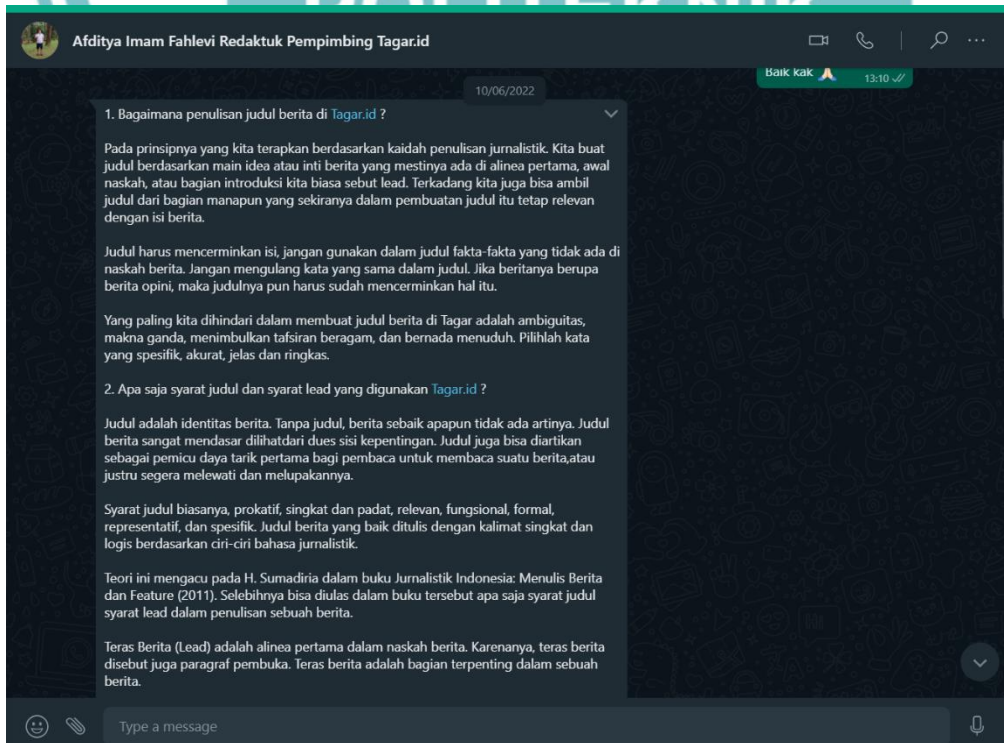 Afditya Imam Fahlevi Redaktuk Pempimbing Tagar.id
Baik kak 🙏🏻
13:10
10/06/2022
1. Bagaimana penulisan judul berita di Tagar.id ?
Pada prinsipnya yang kita terapkan berdasarkan kaidah penulisan jurnalistik. Kita buat
judul berdasarkan main idea atau inti berita yang mestinya ada di alinea pertama, awal
naskah, atau bagian introduksi kita biasa sebut lead. Terkadang kita juga bisa ambil
judul dari bagian manapun yang sekiranya dalam pembuatan judul itu tetap relevan
dengan isi berita.
Judul harus mencerminkan isi, jangan gunakan dalam judul fakta-fakta yang tidak ada di
naskah berita. Jangan mengulang kata yang sama dalam judul. Jika beritanya berupa
berita opini, maka judulnya pun harus sudah mencerminkan hal itu.
Yang paling kita dihindari dalam membuat judul berita di Tagar adalah ambiguitas,
makna ganda, menimbulkan tafsiran beragam, dan bernada menuduh. Pilihlah kata
yang spesifik, akurat, jelas dan ringkas.
2. Apa saja syarat judul dan syarat lead yang digunakan Tagar.id ?
Judul adalah identitas berita. Tanpa judul, berita sebaik apapun tidak ada artinya. Judul
berita sangat mendasar dilihatdari dues sisi kepentingan. Judul juga bisa diartikan
sebagai pemicu daya tarik pertama bagi pembaca untuk membaca suatu berita,atau
justru segera melewati dan melupakannya.
Syarat judul biasanya, prokatif, singkat dan padat, relevan, fungsional, formal,
representatif, dan spesifik. Judul berita yang baik ditulis dengan kalimat singkat dan
logis berdasarkan ciri-ciri bahasa jurnalistik.
Teori ini mengacu pada H. Sumadiria dalam buku Jurnalistik Indonesia: Menulis Berita
dan Feature (2011). Selebihnya bisa diulas dalam buku tersebut apa saja syarat judul
syarat lead dalam penulisan sebuah berita.
Teras Berita (Lead) adalah alinea pertama dalam naskah berita. Karenanya, teras berita
disebut juga paragraf pembuka. Teras berita adalah bagian terpenting dalam sebuah
berita.
Type a message